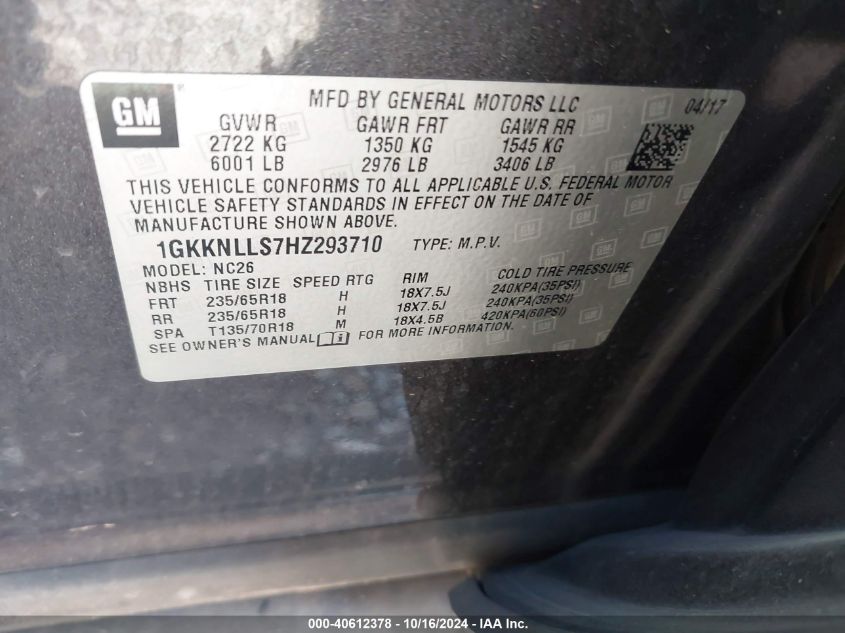 GM
MFD BY GENERAL MOTORS LLC 04/17
GVWR GAWR FRT GAWR RR
2722 KG 1350 KG 1545 KG
6001 LB 2976 LB 3406 LB
THIS VEHICLE CONFORMS TO ALL APPLICABLE U.S. FEDERAL MOTOR
VEHICLE SAFETY STANDARDS IN EFFECT ON THE DATE OF
MANUFACTURE SHOWN ABOVE.
1GKKNLLS7HZ293710 TYPE: M.P.V.
MODEL: NC26
NBHS TIRE SIZE SPEED RTG RIM COLD TIRE PRESSURE
FRT 235/65R18 H 18X7.5J 240KPA(35PSI)
RR 235/65R18 H 18X7.5J 240KPA(35PSI)
SPA T135/70R18 M 18X4.5B 420KPA(60PSI)
SEE OWNER'S MANUAL i FOR MORE INFORMATION.
000-40612378 - 10/16/2024 - IAAI.com